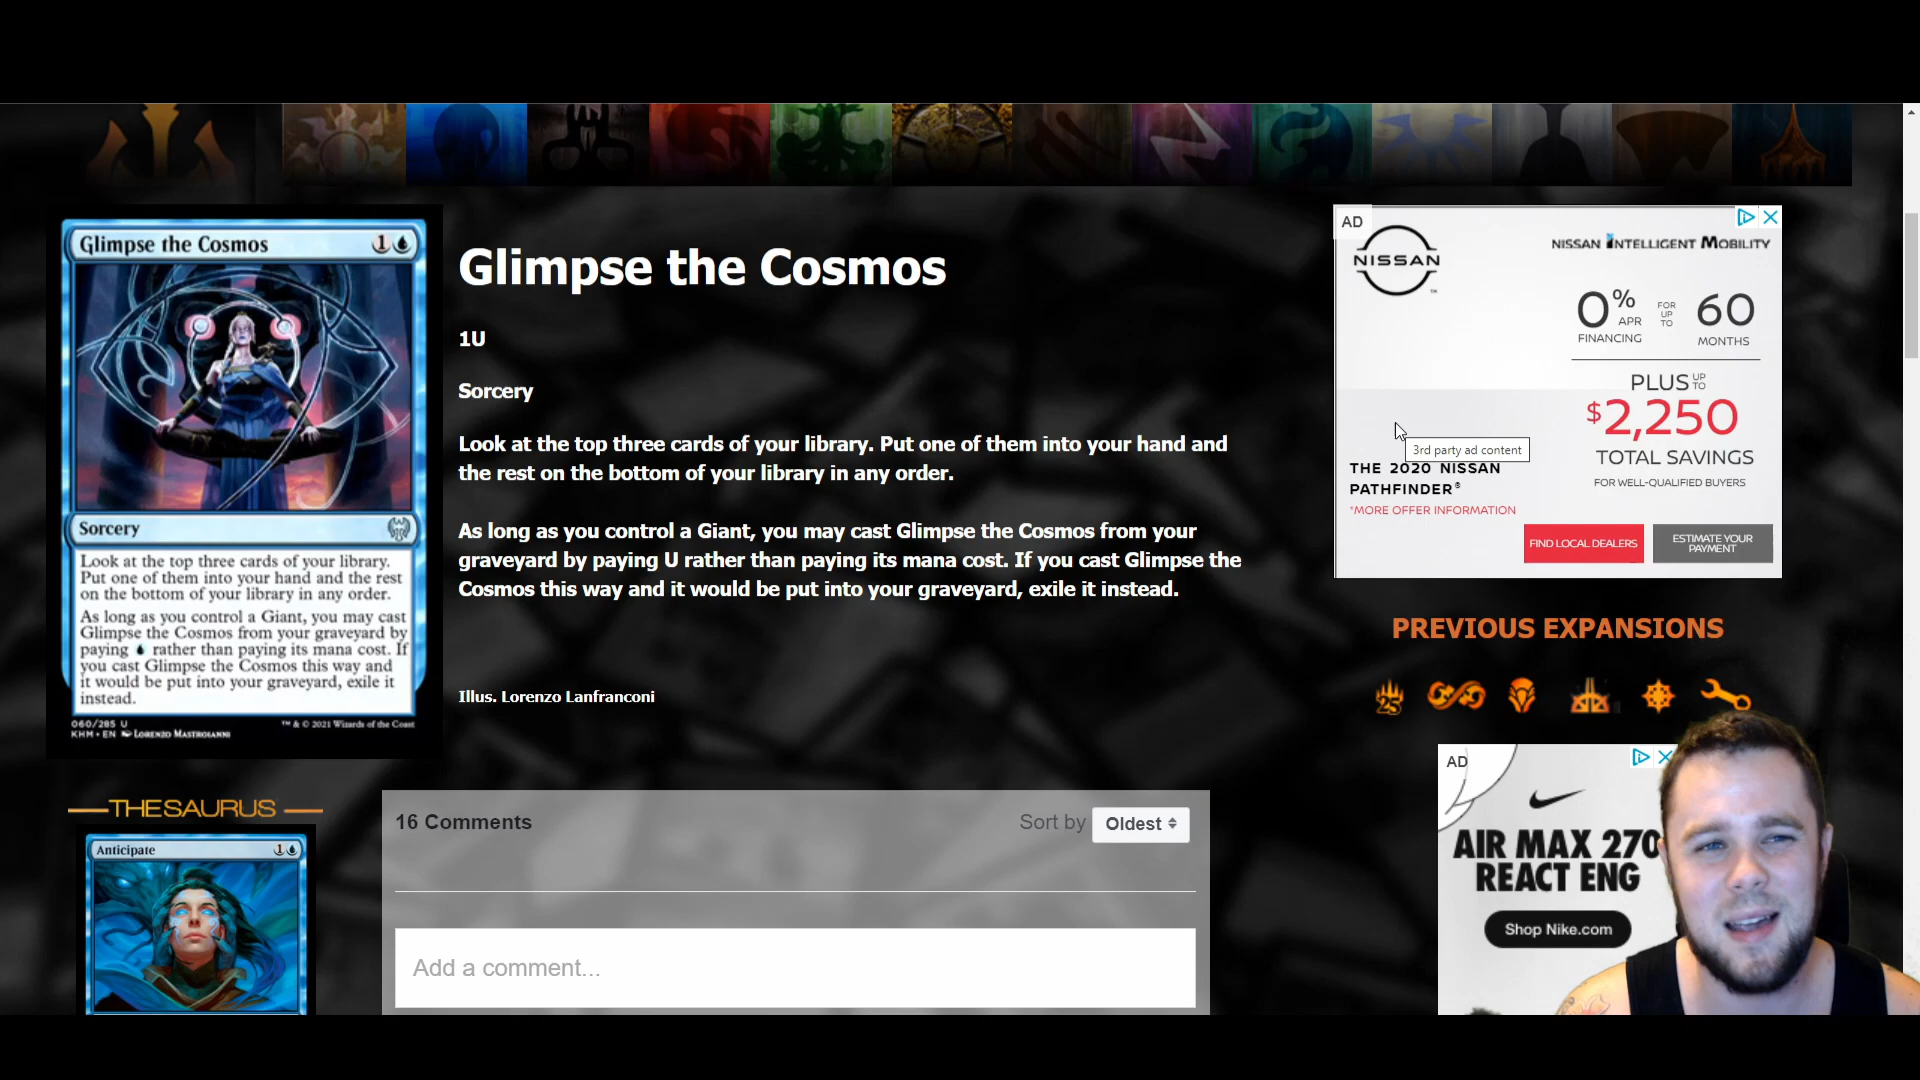 Glimpse the Cosmos 1
Sorcery
Look at the top three cards of your library.
Put one of them into your hand and the rest
on the bottom of your library in any order.
As long as you control a Giant, you may cast
Glimpse the Cosmos from your graveyard by
paying rather than paying its mana cost. If
you cast Glimpse the Cosmos this way and
it would be put into your graveyard, exile it
instead.
060/285 U
™ & © 2021 Wizards of the Coast
KHM • EN Lorenzo Mastroianni
Glimpse the Cosmos
1U
Sorcery
Look at the top three cards of your library. Put one of them into your hand and
the rest on the bottom of your library in any order.
As long as you control a Giant, you may cast Glimpse the Cosmos from your
graveyard by paying U rather than paying its mana cost. If you cast Glimpse the
Cosmos this way and it would be put into your graveyard, exile it instead.
Illus. Lorenzo Lanfranconi
THESAURUS
Anticipate 1
16 Comments
Sort by Oldest
Add a comment...
AD
NISSAN
NISSAN INTELLIGENT MOBILITY
0% APR FINANCING
FOR UP TO
60 MONTHS
PLUS UP TO
$2,250
TOTAL SAVINGS
FOR WELL-QUALIFIED BUYERS
3rd party ad content
THE 2020 NISSAN
PATHFINDER®
*MORE OFFER INFORMATION
FIND LOCAL DEALERS
ESTIMATE YOUR
PAYMENT
PREVIOUS EXPANSIONS
25
AD
AIR MAX 270
REACT ENG
Shop Nike.com